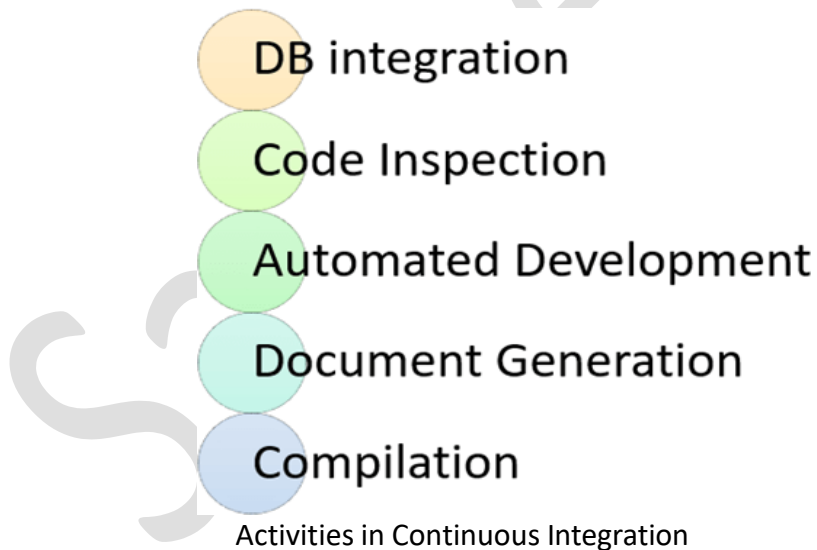 DB integration
Code Inspection
Automated Development
Document Generation
Compilation
Activities in Continuous Integration